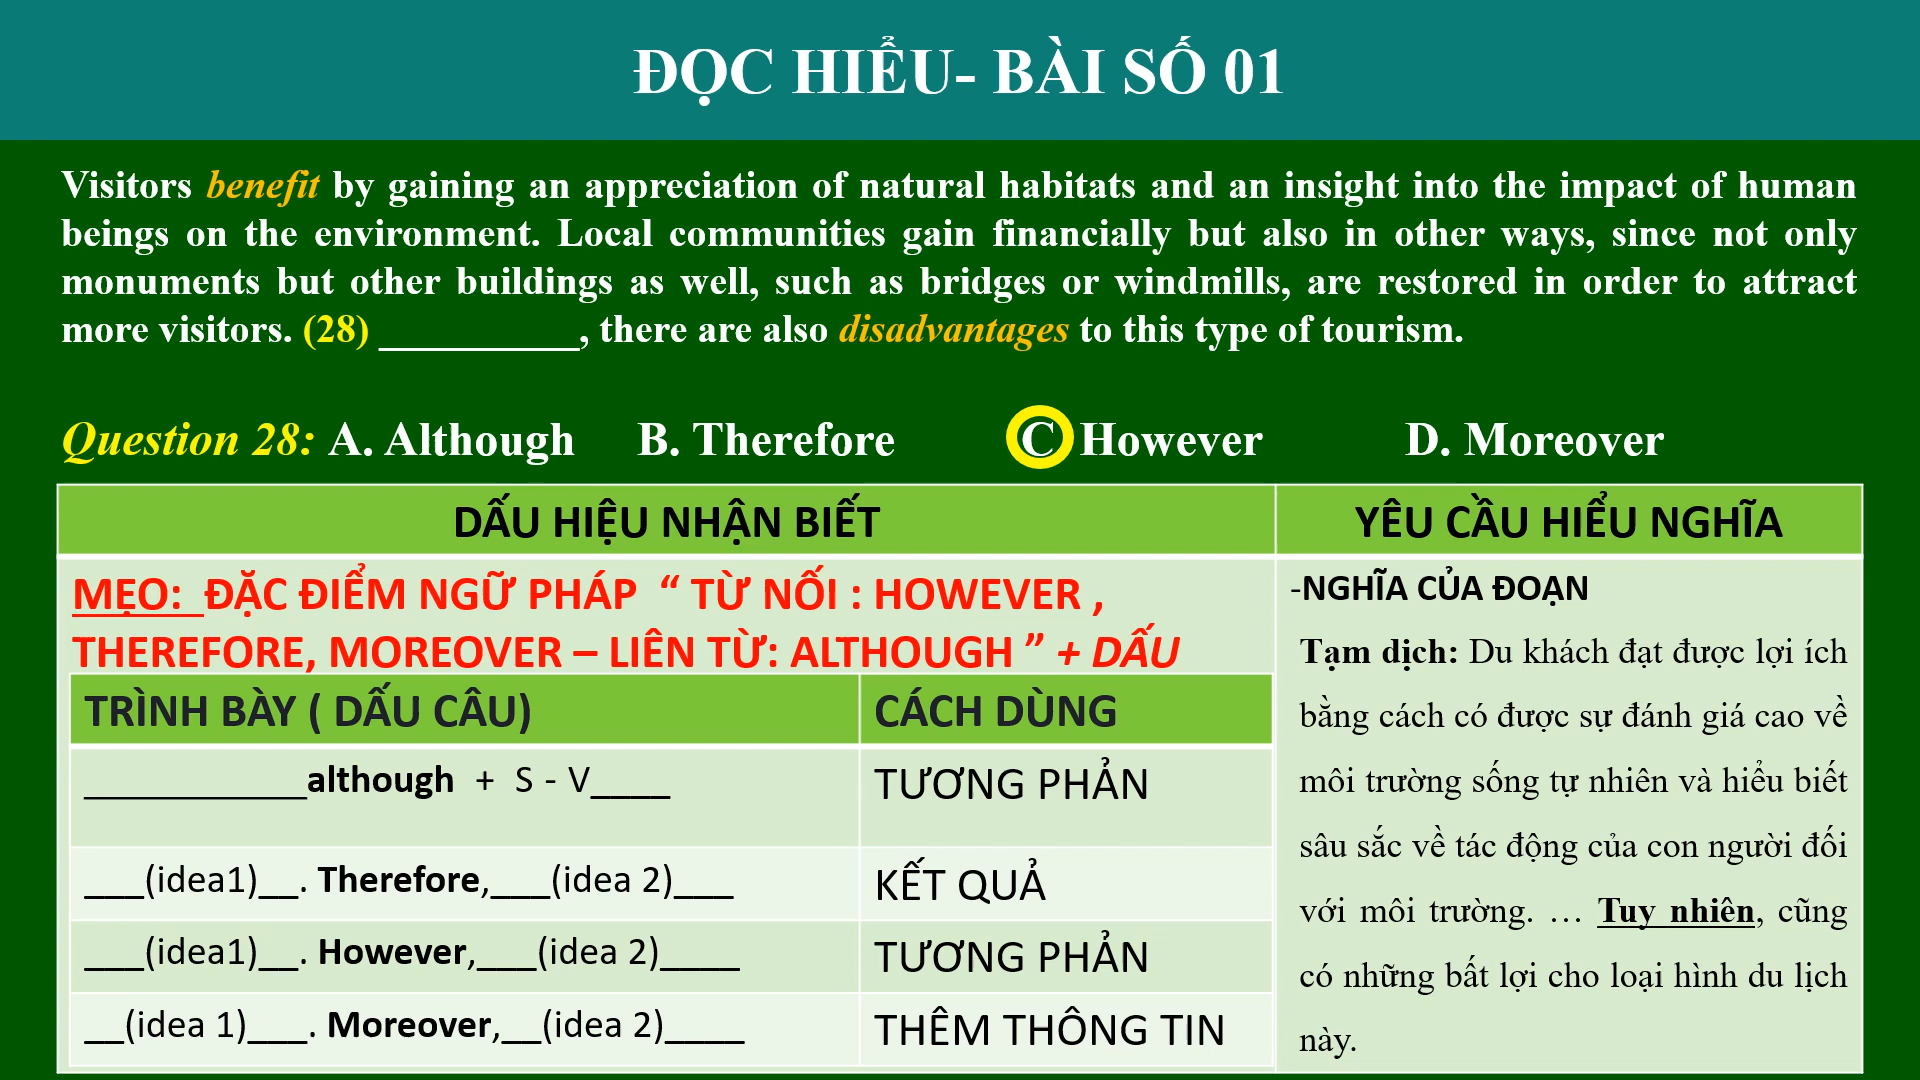 ĐỌC HIỂU- BÀI SỐ 01
Visitors benefit by gaining an appreciation of natural habitats and an insight into the impact of human
beings on the environment. Local communities gain financially but also in other ways, since not only
monuments but other buildings as well, such as bridges or windmills, are restored in order to attract
more visitors. (28) __________, there are also disadvantages to this type of tourism.
Question 28: A. Although B. Therefore C However D. Moreover
DẤU HIỆU NHẬN BIẾT
MẸO: ĐẶC ĐIỂM NGỮ PHÁP “ TỪ NỐI : HOWEVER ,
THEREFORE, MOREOVER – LIÊN TỪ: ALTHOUGH ” + DẤU
TRÌNH BÀY ( DẤU CÂU) CÁCH DÙNG
___________although + S - V____ TƯƠNG PHẢN
___(idea1)__. Therefore,___(idea 2)___ KẾT QUẢ
___(idea1)__. However,___(idea 2)____ TƯƠNG PHẢN
__(idea 1)___. Moreover,__(idea 2)____ THÊM THÔNG TIN
YÊU CẦU HIỂU NGHĨA
-NGHĨA CỦA ĐOẠN
Tạm dịch: Du khách đạt được lợi ích
bằng cách có được sự đánh giá cao về
môi trường sống tự nhiên và hiểu biết
sâu sắc về tác động của con người đối
với môi trường. … Tuy nhiên, cũng
có những bất lợi cho loại hình du lịch
này.